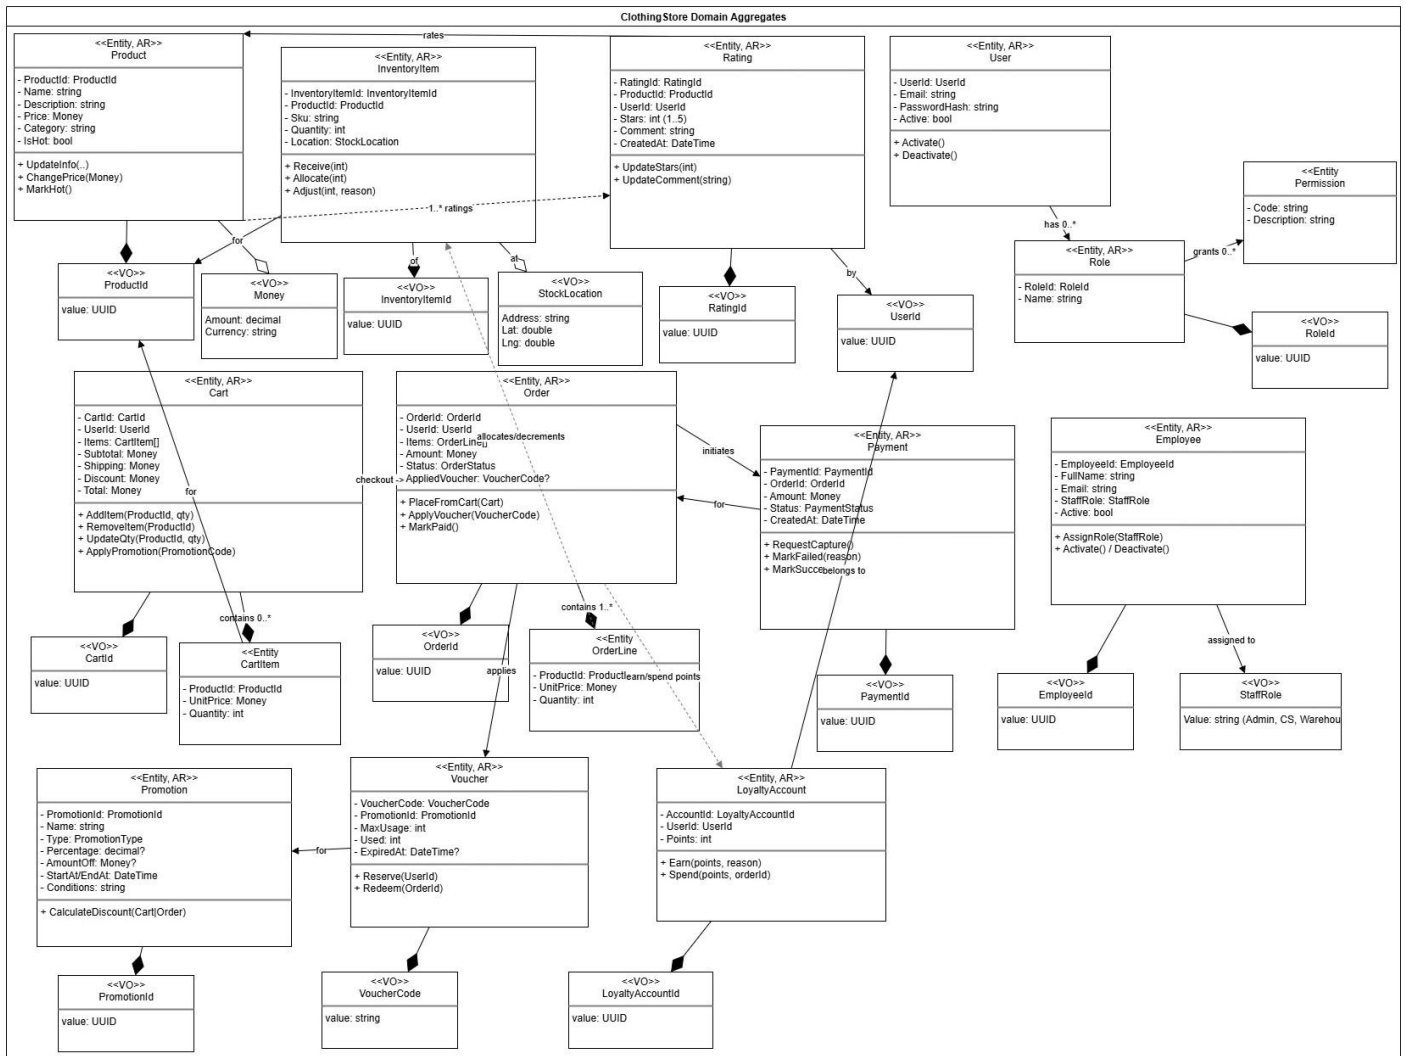 ClothingStore Domain Aggregates
rates
<<Entity, AR>>
Product
- ProductId: ProductId
- Name: string
- Description: string
- Price: Money
- Category: string
- IsHot: bool
+ UpdateInfo(..)
+ ChangePrice(Money)
+ MarkHot()
<<Entity, AR>>
InventoryItem
- InventoryItemId: InventoryItemId
- ProductId: ProductId
- Sku: string
- Quantity: int
- Location: StockLocation
+ Receive(int)
+ Allocate(int)
+ Adjust(int, reason)
<<Entity, AR>>
Rating
- RatingId: RatingId
- ProductId: ProductId
- UserId: UserId
- Stars: int (1..5)
- Comment: string
- CreatedAt: DateTime
+ UpdateStars(int)
+ UpdateComment(string)
<<Entity, AR>>
User
- UserId: UserId
- Email: string
- PasswordHash: string
- Active: bool
+ Activate()
+ Deactivate()
<<Entity
Permission
- Code: string
- Description: string
1..* ratings
for
of
at
by
has 0..*
grants 0..*
<<Entity, AR>>
Role
- RoleId: RoleId
- Name: string
<<VO>>
ProductId
value: UUID
<<VO>>
Money
Amount: decimal
Currency: string
<<VO>>
InventoryItemId
value: UUID
<<VO>>
StockLocation
Address: string
Lat: double
Lng: double
<<VO>>
RatingId
value: UUID
<<VO>>
UserId
value: UUID
<<VO>>
RoleId
value: UUID
<<Entity, AR>>
Cart
- CartId: CartId
- UserId: UserId
- Items: CartItem[]
- Subtotal: Money
- Shipping: Money
- Discount: Money
- Total: Money
for
+ AddItem(ProductId, qty)
+ RemoveItem(ProductId)
+ UpdateQty(ProductId, qty)
+ ApplyPromotion(PromotionCode)
checkout ->
<<Entity, AR>>
Order
- OrderId: OrderId
- UserId: UserId
- Items: OrderLine[]
allocates/decrements
- Amount: Money
- Status: OrderStatus
- AppliedVoucher: VoucherCode?
+ PlaceFromCart(Cart)
+ ApplyVoucher(VoucherCode)
+ MarkPaid()
initiates
for
<<Entity, AR>>
Payment
- PaymentId: PaymentId
- OrderId: OrderId
- Amount: Money
- Status: PaymentStatus
- CreatedAt: DateTime
+ RequestCapture()
+ MarkFailed(reason)
+ MarkSucce
belongs to
<<Entity, AR>>
Employee
- EmployeeId: EmployeeId
- FullName: string
- Email: string
- StaffRole: StaffRole
- Active: bool
+ AssignRole(StaffRole)
+ Activate() / Deactivate()
contains 0..*
contains 1..*
assigned to
<<VO>>
CartId
value: UUID
<<Entity
CartItem
- ProductId: ProductId
- UnitPrice: Money
- Quantity: int
<<VO>>
OrderId
value: UUID
applies
<<Entity
OrderLine
- ProductId: ProductI
earn/spend points
- UnitPrice: Money
- Quantity: int
<<VO>>
PaymentId
value: UUID
<<VO>>
EmployeeId
value: UUID
<<VO>>
StaffRole
Value: string (Admin, CS, Warehou
<<Entity, AR>>
Promotion
- PromotionId: PromotionId
- Name: string
- Type: PromotionType
- Percentage: decimal?
- AmountOff: Money?
- StartAt/EndAt: DateTime
- Conditions: string
+ CalculateDiscount(Cart|Order)
for
<<Entity, AR>>
Voucher
- VoucherCode: VoucherCode
- PromotionId: PromotionId
- MaxUsage: int
- Used: int
- ExpiredAt: DateTime?
+ Reserve(UserId)
+ Redeem(OrderId)
<<Entity, AR>>
LoyaltyAccount
- AccountId: LoyaltyAccountId
- UserId: UserId
- Points: int
+ Earn(points, reason)
+ Spend(points, orderId)
<<VO>>
PromotionId
value: UUID
<<VO>>
VoucherCode
value: string
<<VO>>
LoyaltyAccountId
value: UUID